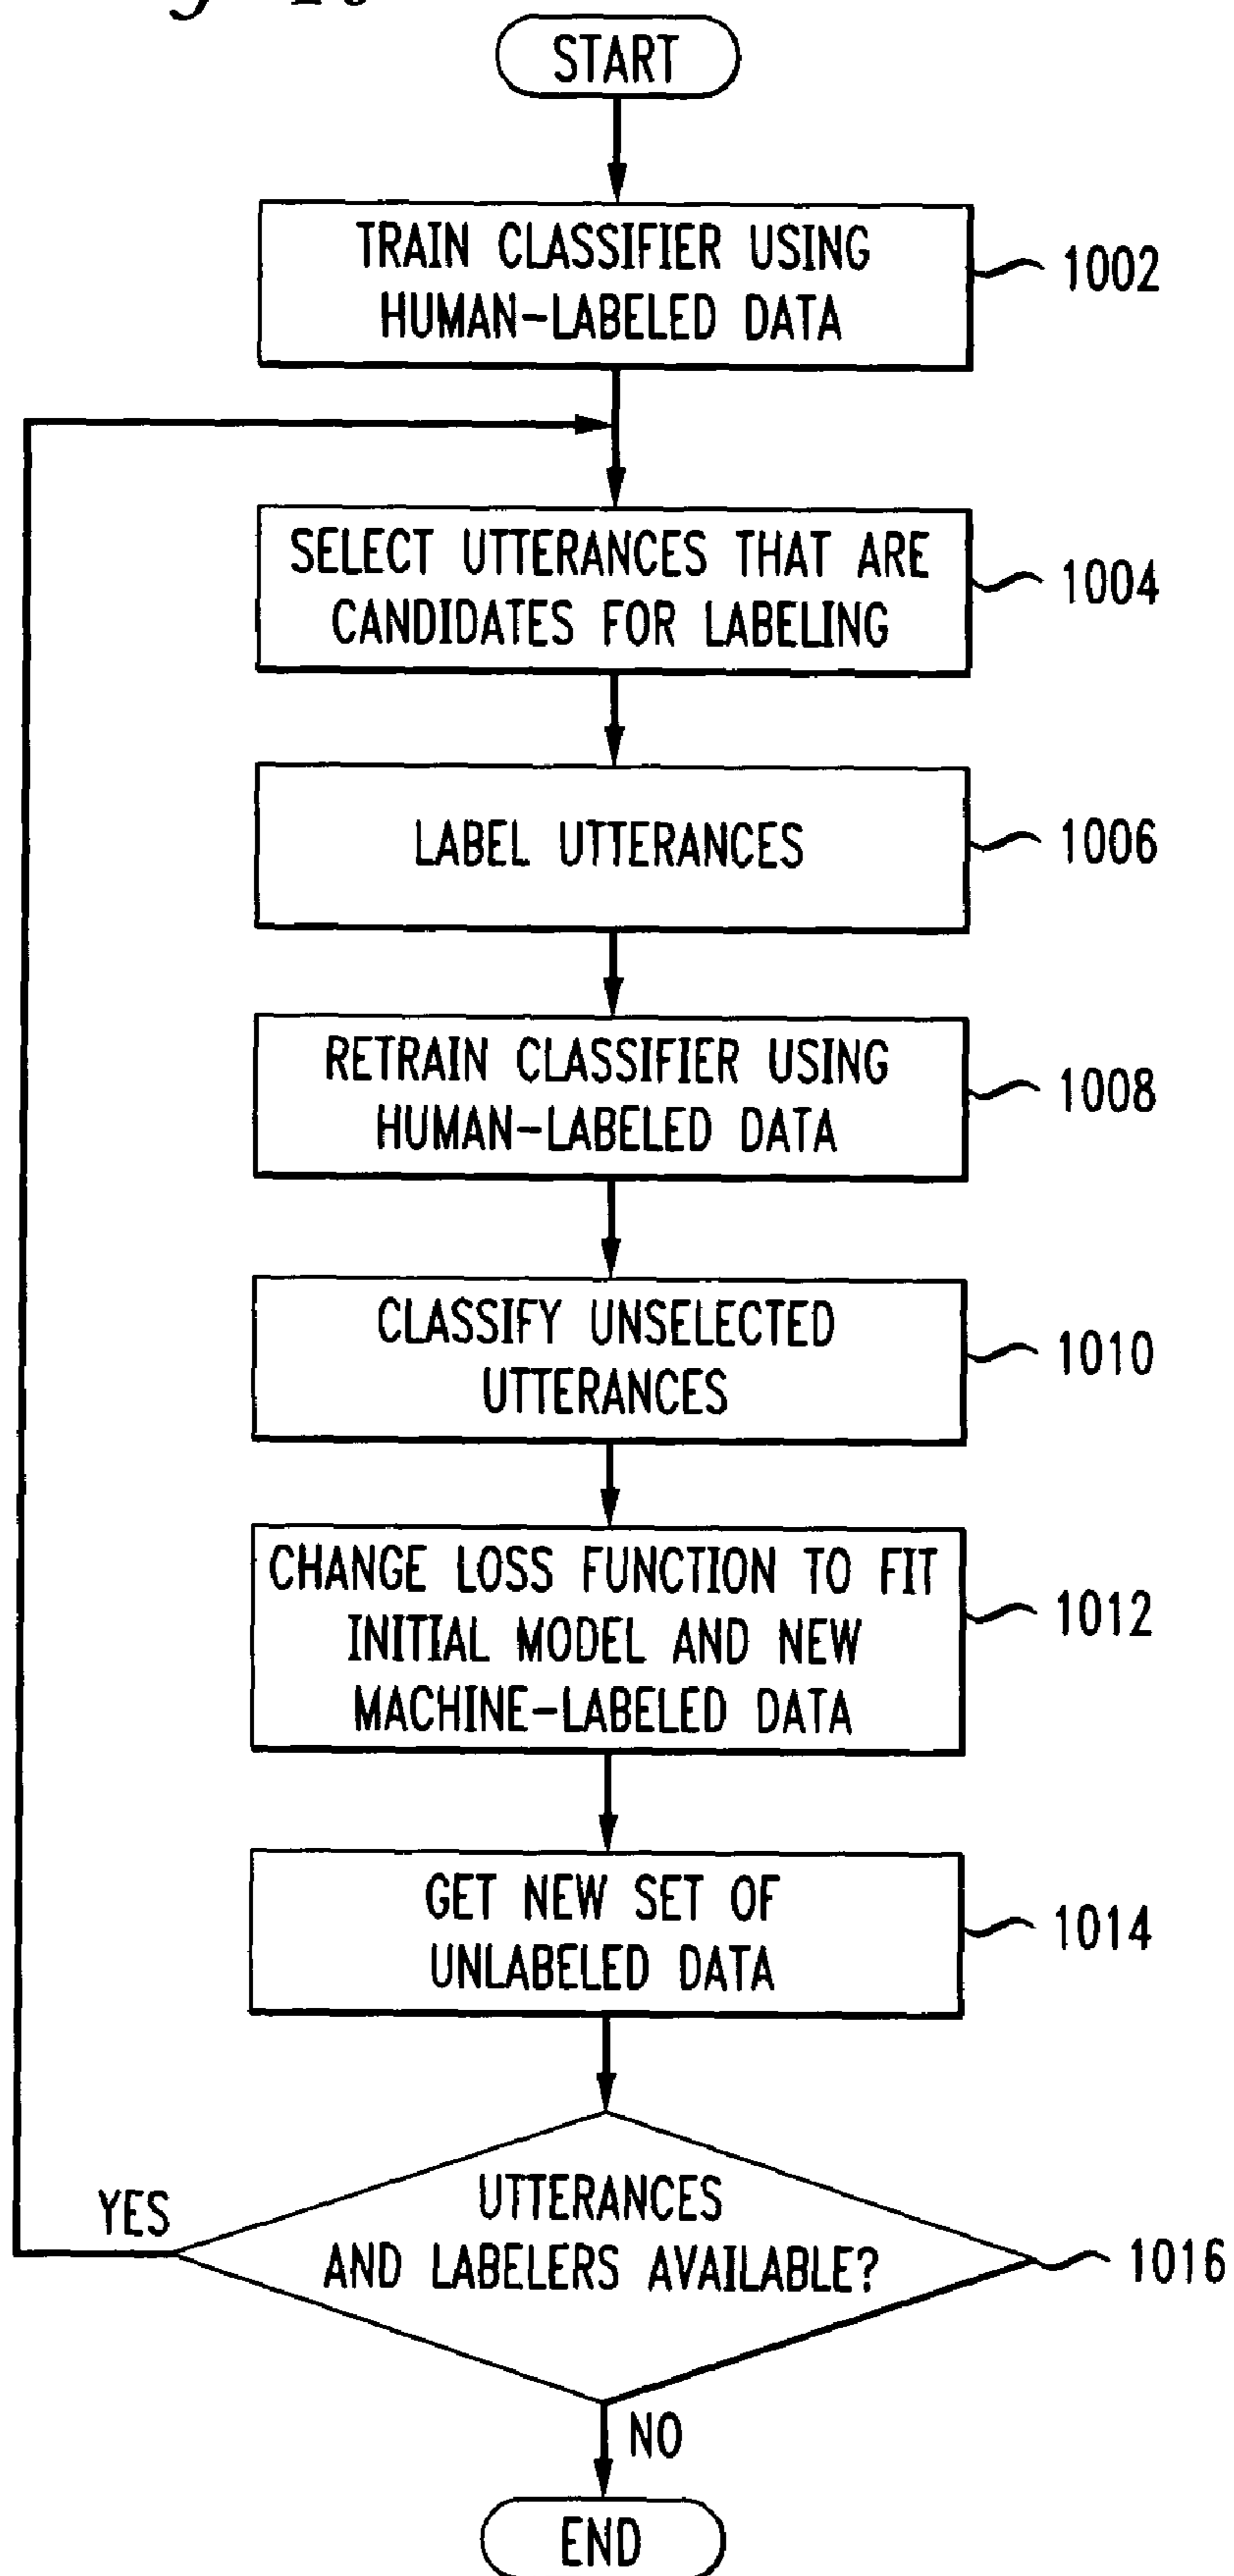 START
TRAIN CLASSIFIER USING
HUMAN-LABELED DATA
1002
SELECT UTTERANCES THAT ARE
CANDIDATES FOR LABELING
1004
LABEL UTTERANCES
1006
RETRAIN CLASSIFIER USING
HUMAN-LABELED DATA
1008
CLASSIFY UNSELECTED
UTTERANCES
1010
CHANGE LOSS FUNCTION TO FIT
INITIAL MODEL AND NEW
MACHINE-LABELED DATA
1012
GET NEW SET OF
UNLABELED DATA
1014
UTTERANCES
AND LABELERS AVAILABLE?
1016
YES
NO
END